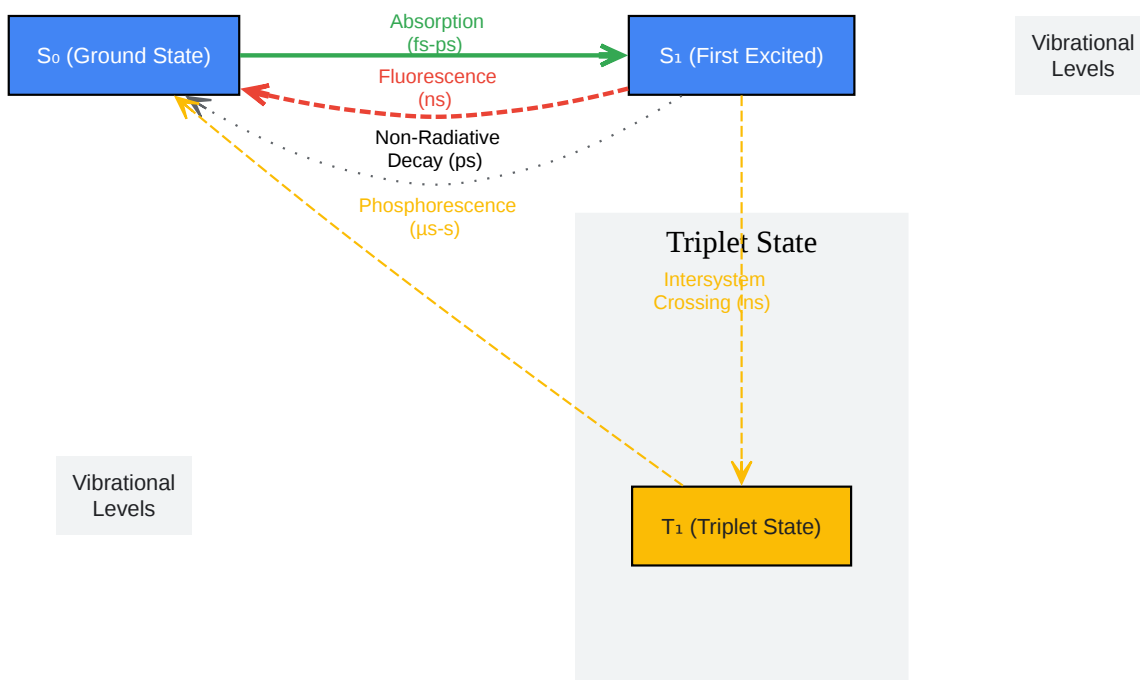 Absorption
(fs-ps)
S₀ (Ground State)
S₁ (First Excited)
Vibrational
Levels
Fluorescence
(ns)
Non-Radiative
Decay (ps)
Phosphorescence
(µs-s)
Triplet State
Intersystem
Crossing (ns)
Vibrational
Levels
T₁ (Triplet State)